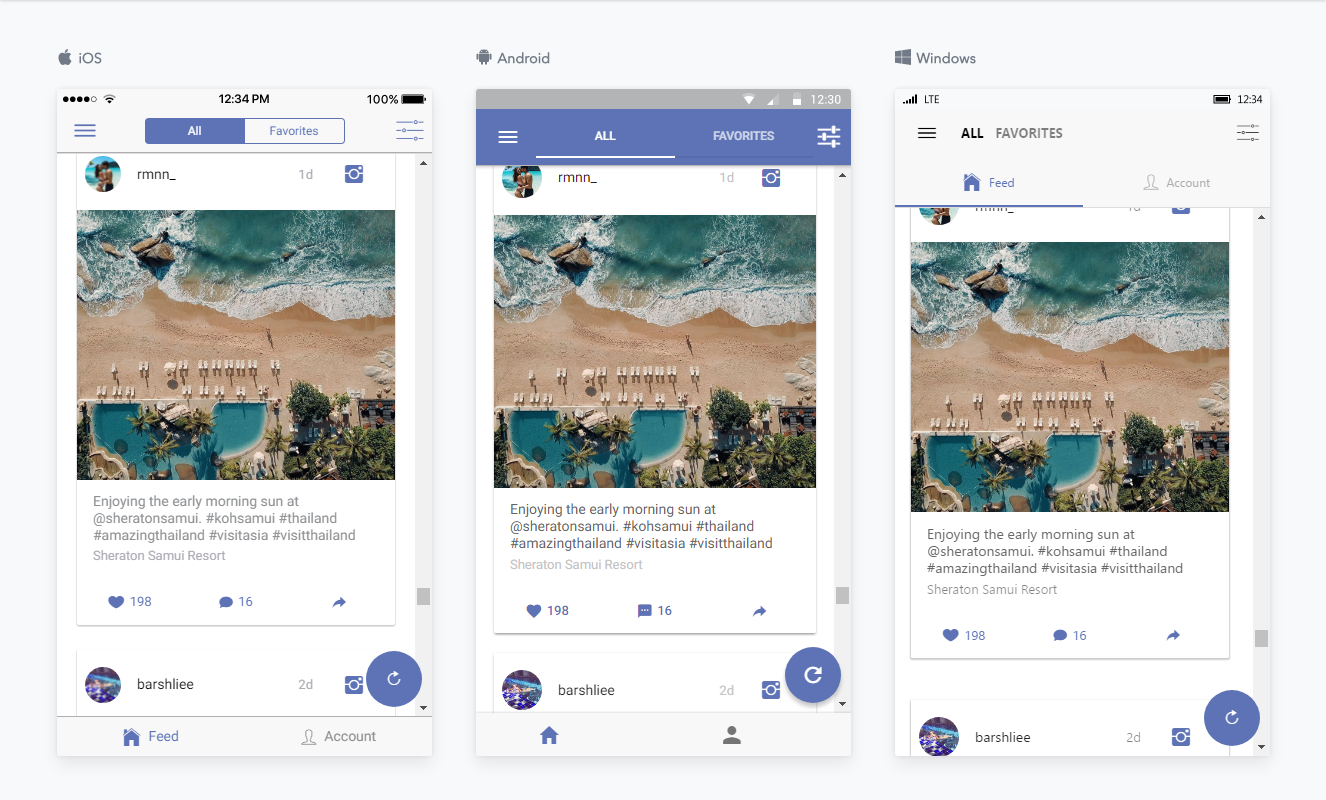 iOS
12:34 PM
100%
All
Favorites
rmnn_
1d
Enjoying the early morning sun at
@sheratonsamui. #kohsamui #thailand
#amazingthailand #visitasia #visitthailand
Sheraton Samui Resort
198
16
barshliee
2d
Feed
Account
Android
12:30
ALL
FAVORITES
rmnn_
1d
Enjoying the early morning sun at
@sheratonsamui. #kohsamui #thailand
#amazingthailand #visitasia #visitthailand
Sheraton Samui Resort
198
16
barshliee
2d
Windows
LTE
12:34
ALL
FAVORITES
Feed
Account
rmnn_
1d
Enjoying the early morning sun at
@sheratonsamui. #kohsamui #thailand
#amazingthailand #visitasia #visitthailand
Sheraton Samui Resort
198
16
barshliee
2d